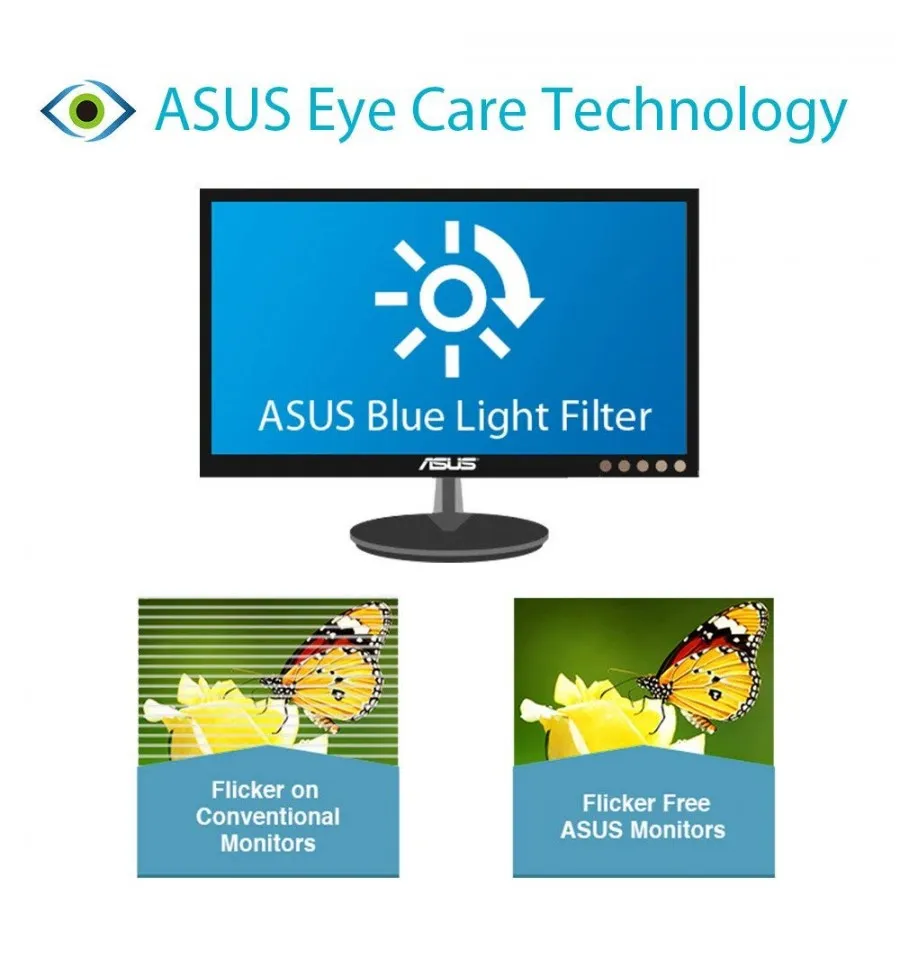 ASUS Eye Care Technology
ASUS Blue Light Filter
ASUS
Flicker on
Conventional
Monitors
Flicker Free
ASUS Monitors